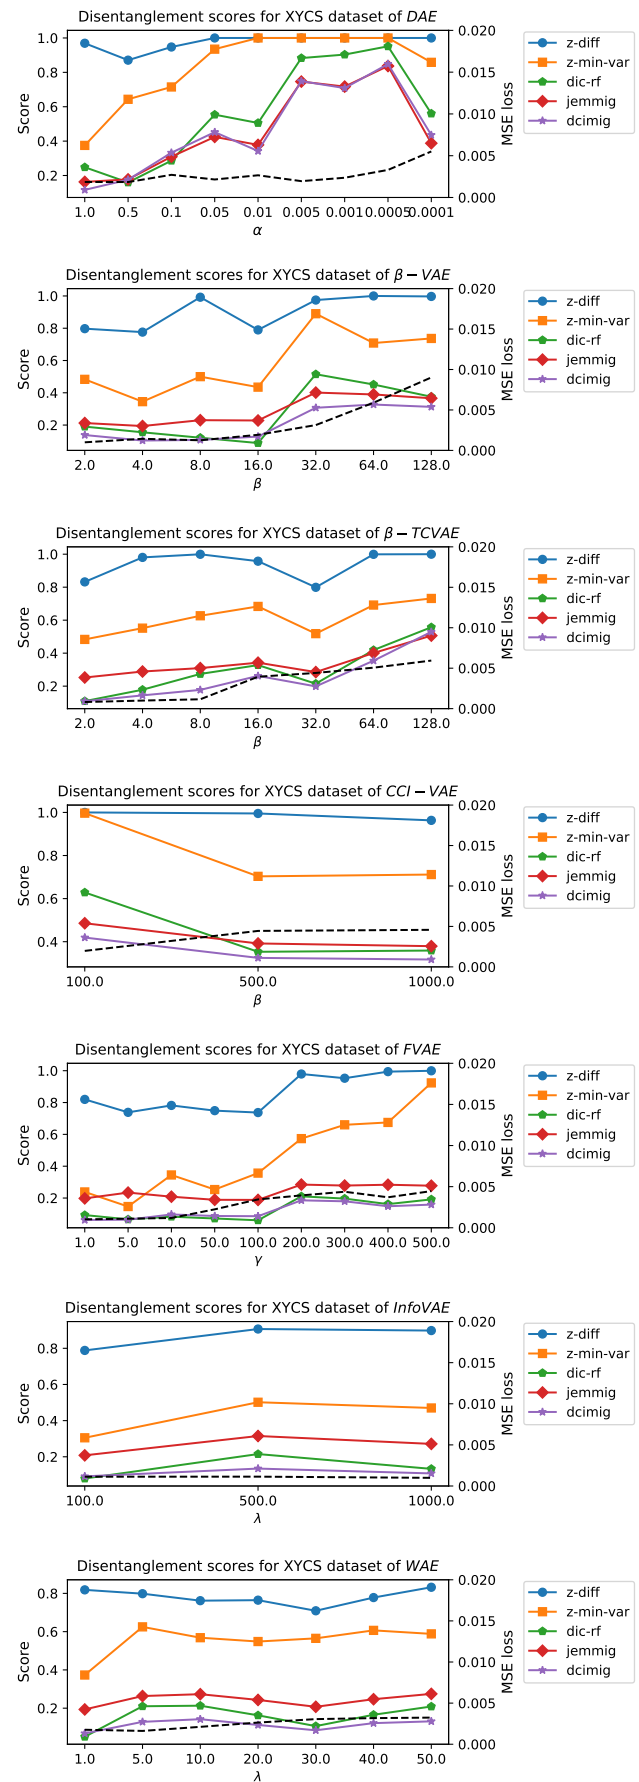 Disentanglement scores for XYCS dataset of DAE
1.0
0.8
0.6
0.4
0.2
Score
0.020
0.015
0.010
0.005
0.000
MSE loss
1.0 0.5 0.1 0.05 0.01 0.005 0.001 0.0005 0.0001
α
z-diff
z-min-var
dic-rf
jemmig
dcimig
Disentanglement scores for XYCS dataset of β − VAE
1.0
0.8
0.6
0.4
0.2
Score
0.020
0.015
0.010
0.005
0.000
MSE loss
2.0 4.0 8.0 16.0 32.0 64.0 128.0
β
z-diff
z-min-var
dic-rf
jemmig
dcimig
Disentanglement scores for XYCS dataset of β − TCVAE
1.0
0.8
0.6
0.4
0.2
Score
0.020
0.015
0.010
0.005
0.000
MSE loss
2.0 4.0 8.0 16.0 32.0 64.0 128.0
β
z-diff
z-min-var
dic-rf
jemmig
dcimig
Disentanglement scores for XYCS dataset of CCI − VAE
1.0
0.8
0.6
0.4
Score
0.020
0.015
0.010
0.005
0.000
MSE loss
100.0 500.0 1000.0
β
z-diff
z-min-var
dic-rf
jemmig
dcimig
Disentanglement scores for XYCS dataset of FVAE
1.0
0.8
0.6
0.4
0.2
Score
0.020
0.015
0.010
0.005
0.000
MSE loss
1.0 5.0 10.0 50.0 100.0 200.0 300.0 400.0 500.0
γ
z-diff
z-min-var
dic-rf
jemmig
dcimig
Disentanglement scores for XYCS dataset of InfoVAE
0.8
0.6
0.4
0.2
Score
0.020
0.015
0.010
0.005
0.000
MSE loss
100.0 500.0 1000.0
λ
z-diff
z-min-var
dic-rf
jemmig
dcimig
Disentanglement scores for XYCS dataset of WAE
0.8
0.6
0.4
0.2
Score
0.020
0.015
0.010
0.005
0.000
MSE loss
1.0 5.0 10.0 20.0 30.0 40.0 50.0
λ
z-diff
z-min-var
dic-rf
jemmig
dcimig